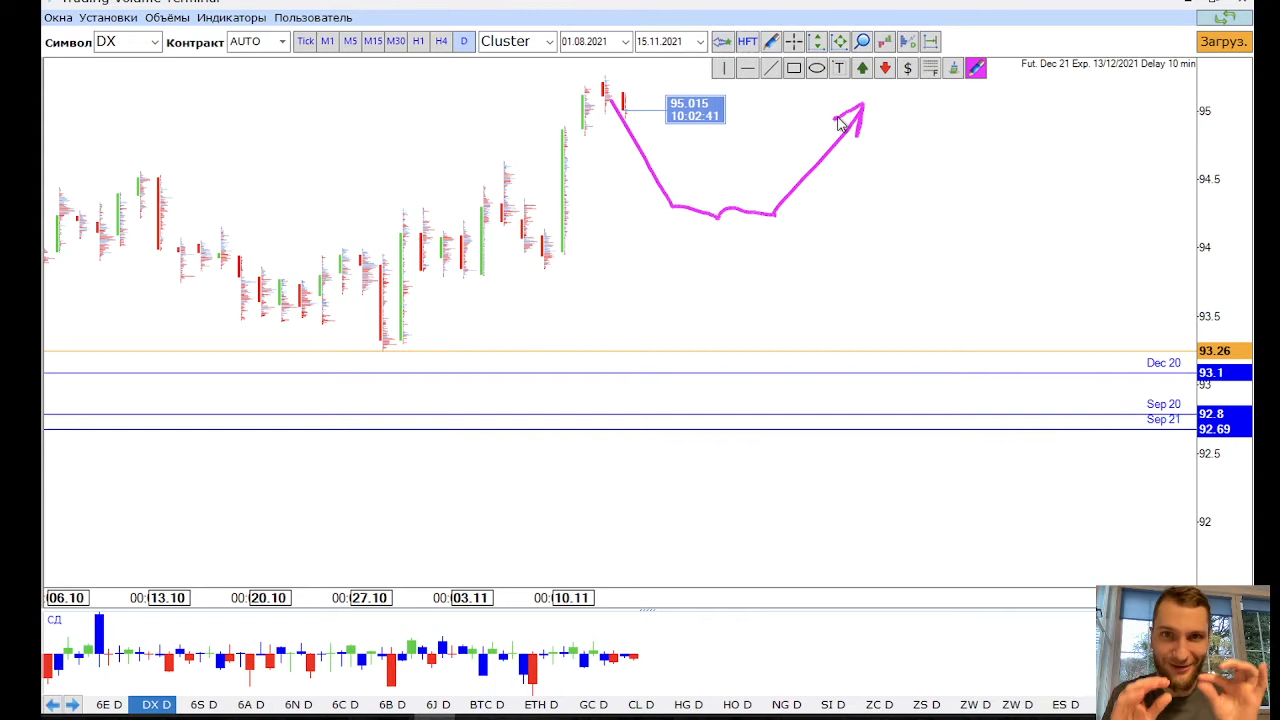 Trading Volume Terminal
Окна Установки Объёмы Индикаторы Пользователь
Символ DX Контракт AUTO Tick M1 M5 M15 M30 H1 H4 D Cluster 01.08.2021 15.11.2021 HFT Загруз.
T $ F
Fut. Dec 21 Exp. 13/12/2021 Delay 10 min
95.015
10:02:41
95
94.5
94
93.5
93.26
Dec 20
93.1
93
Sep 20
92.8
Sep 21
92.69
92.5
92
06.10 00: 13.10 00: 20.10 00: 27.10 00: 03.11 00: 10.11
СД
6E D DX D 6S D 6A D 6N D 6C D 6B D 6J D BTC D ETH D GC D CL D HG D HO D NG D SI D ZC D ZS D ZW D ZW D ES D